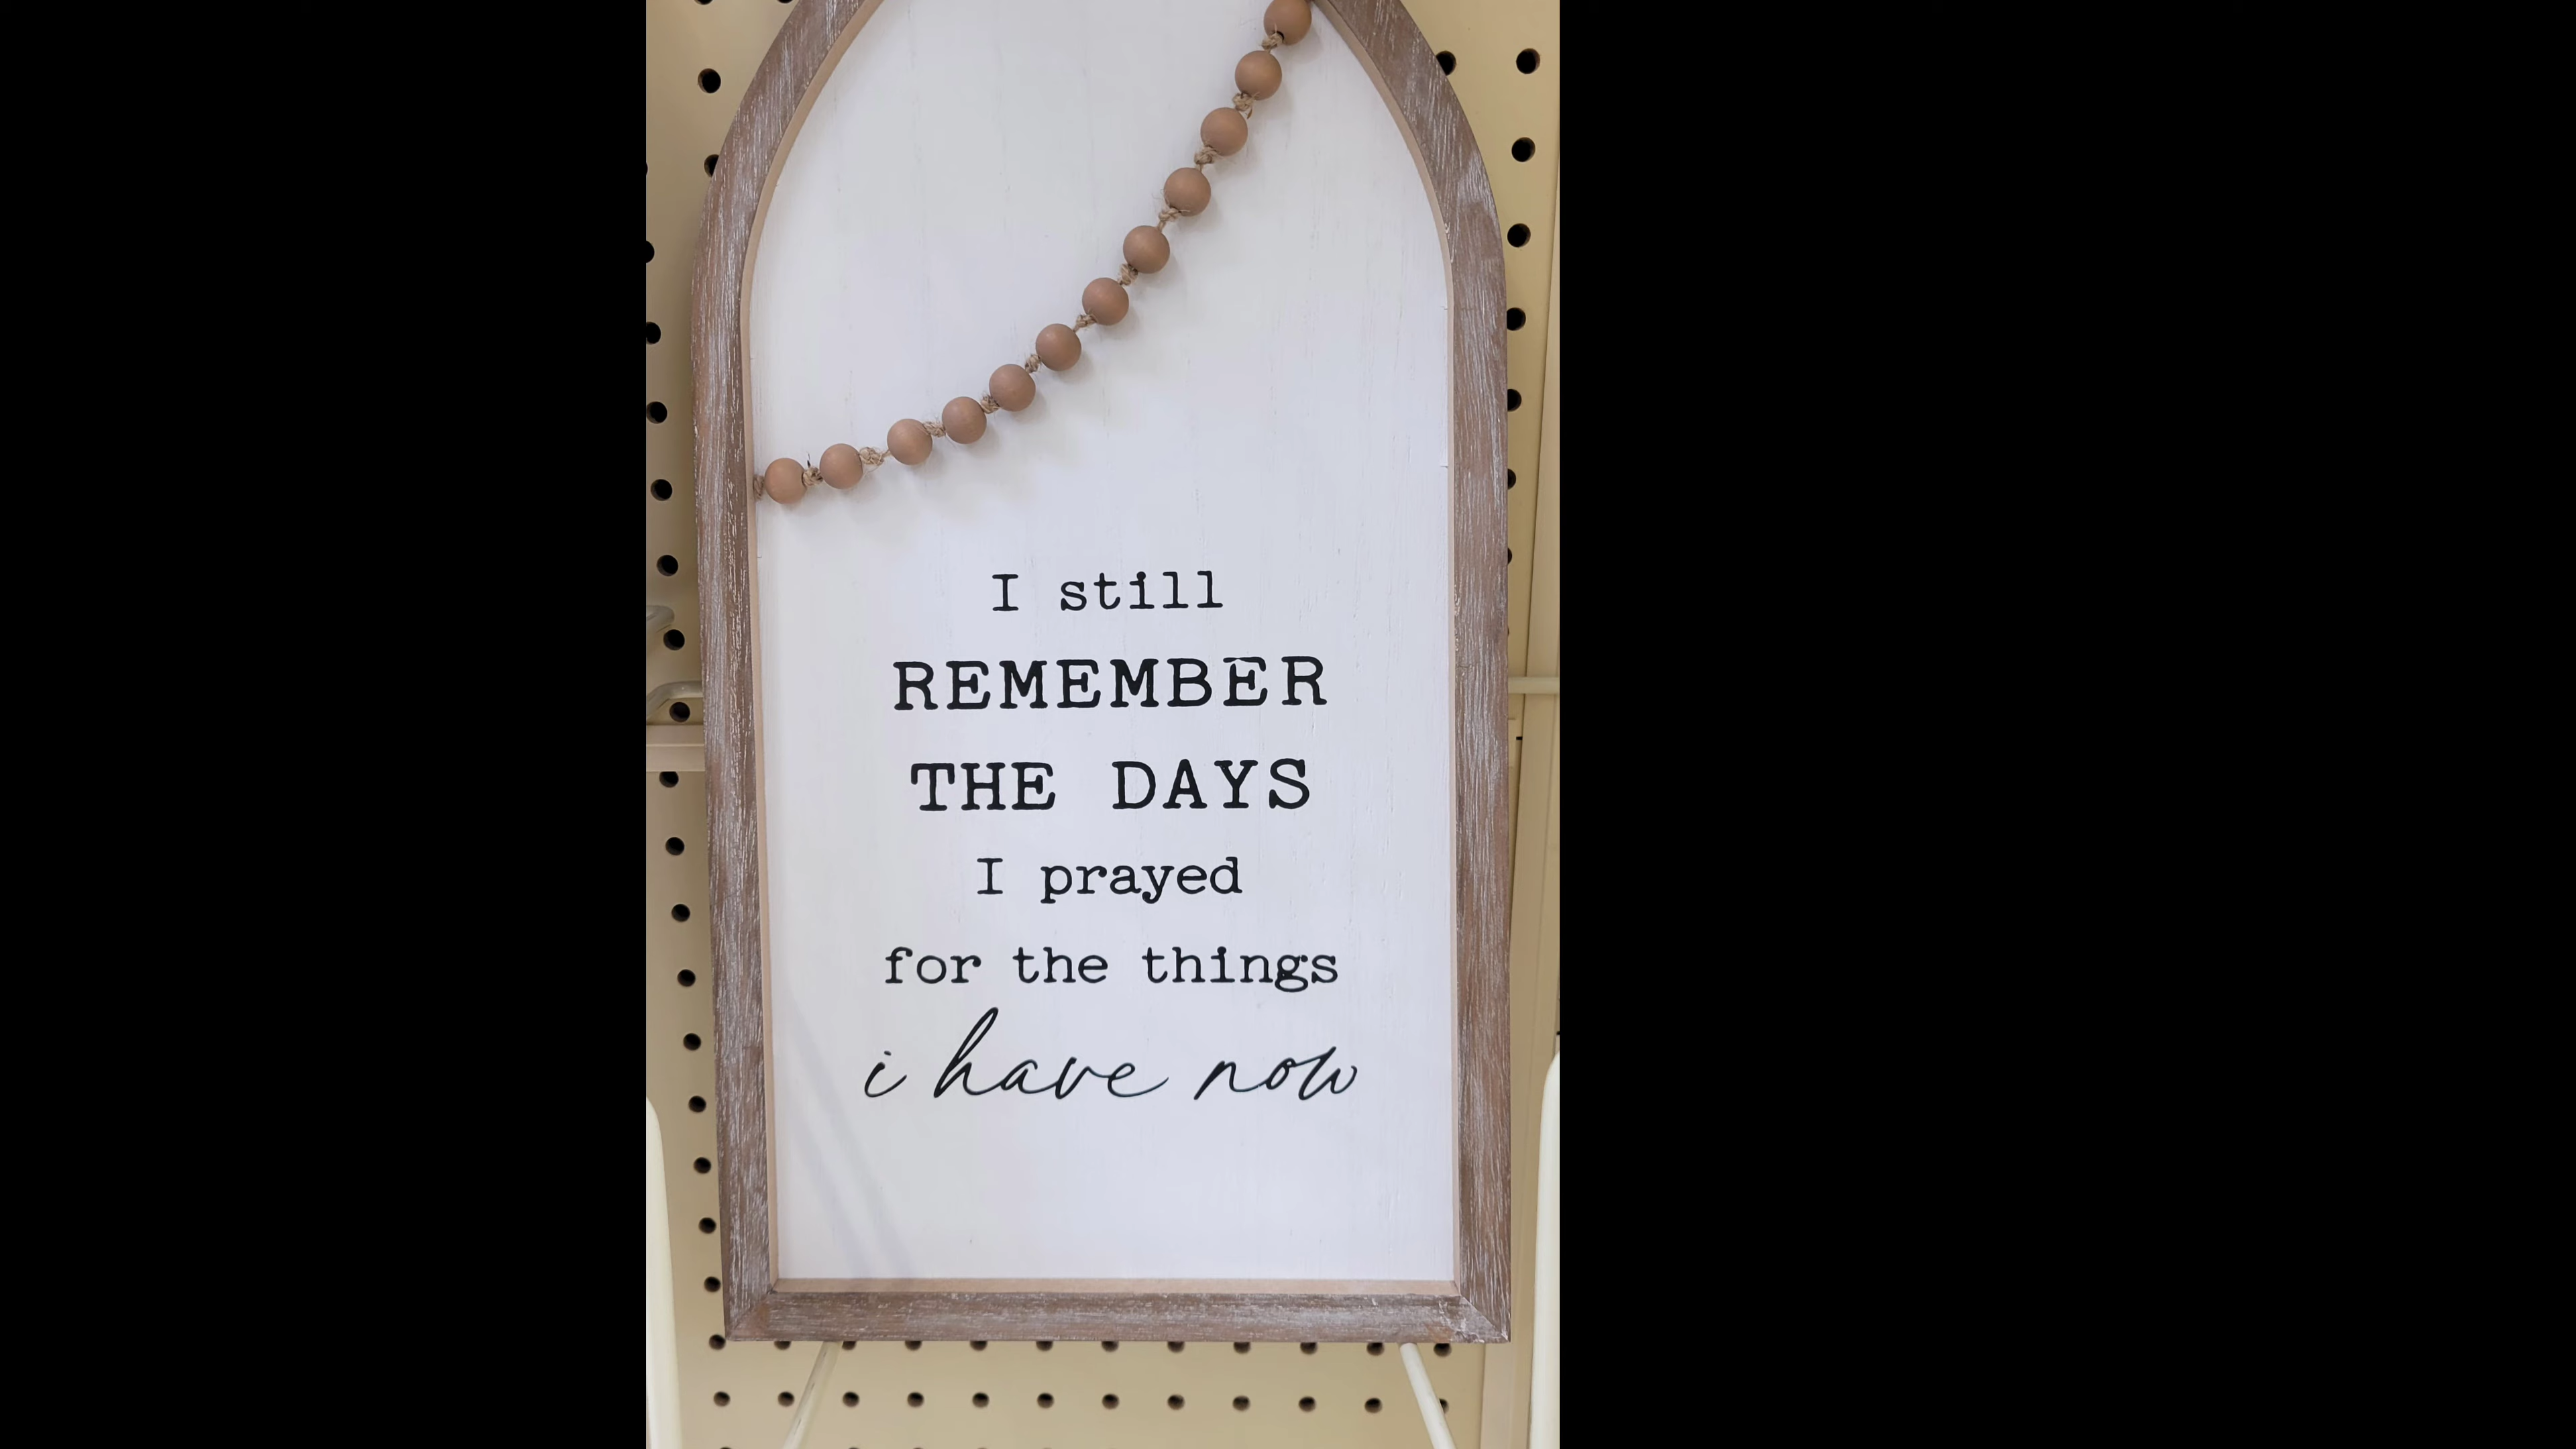 I still
REMEMBER
THE DAYS
I prayed
for the things
i have now